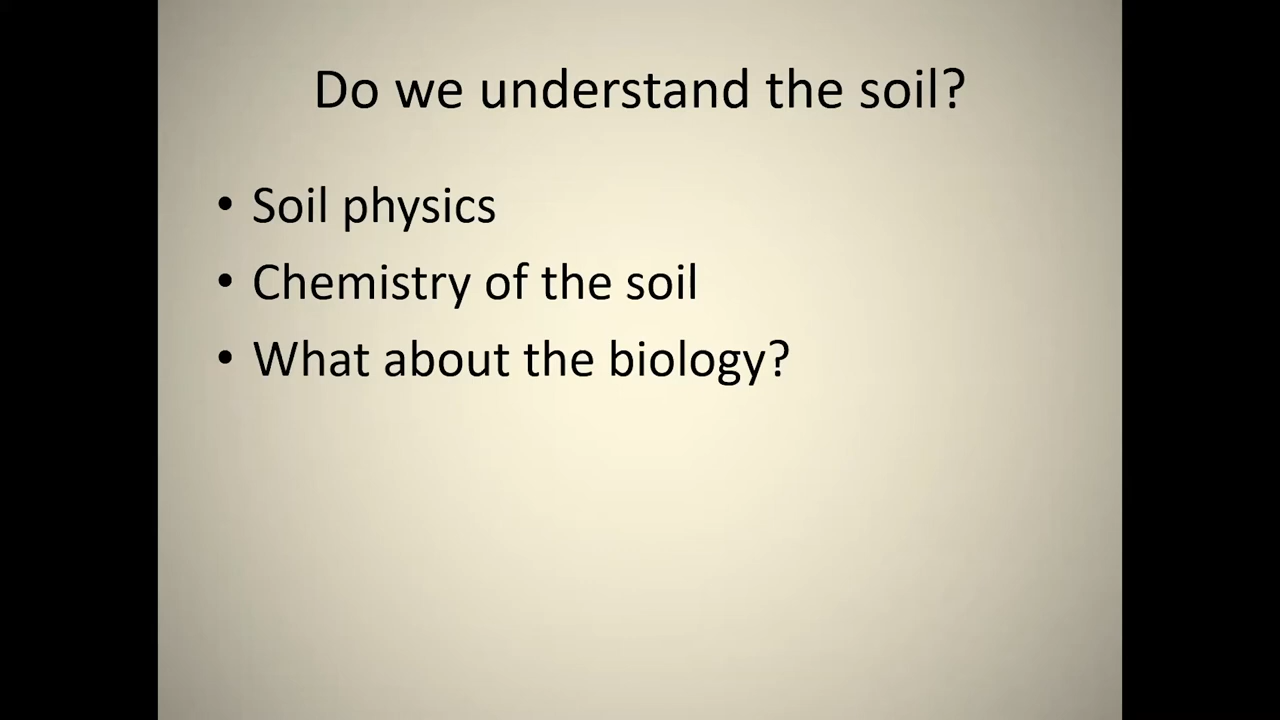 Do we understand the soil?
• Soil physics
• Chemistry of the soil
• What about the biology?